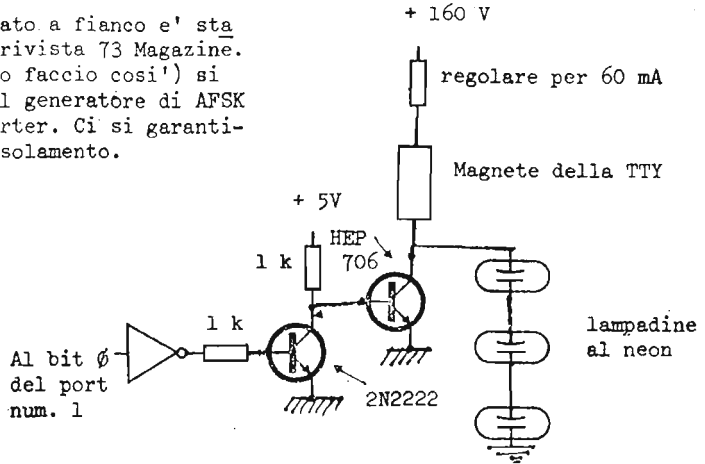 ato a fianco e' sta
rivista 73 Magazine.
o faccio cosi') si
l generatore di AFSK
rter. Ci si garanti-
solamento.
+ 160 V
regolare per 60 mA
Magnete della TTY
+ 5V
HEP
706
1 k
1 k
Al bit Ø
del port
num. 1
2N2222
lampadine
al neon